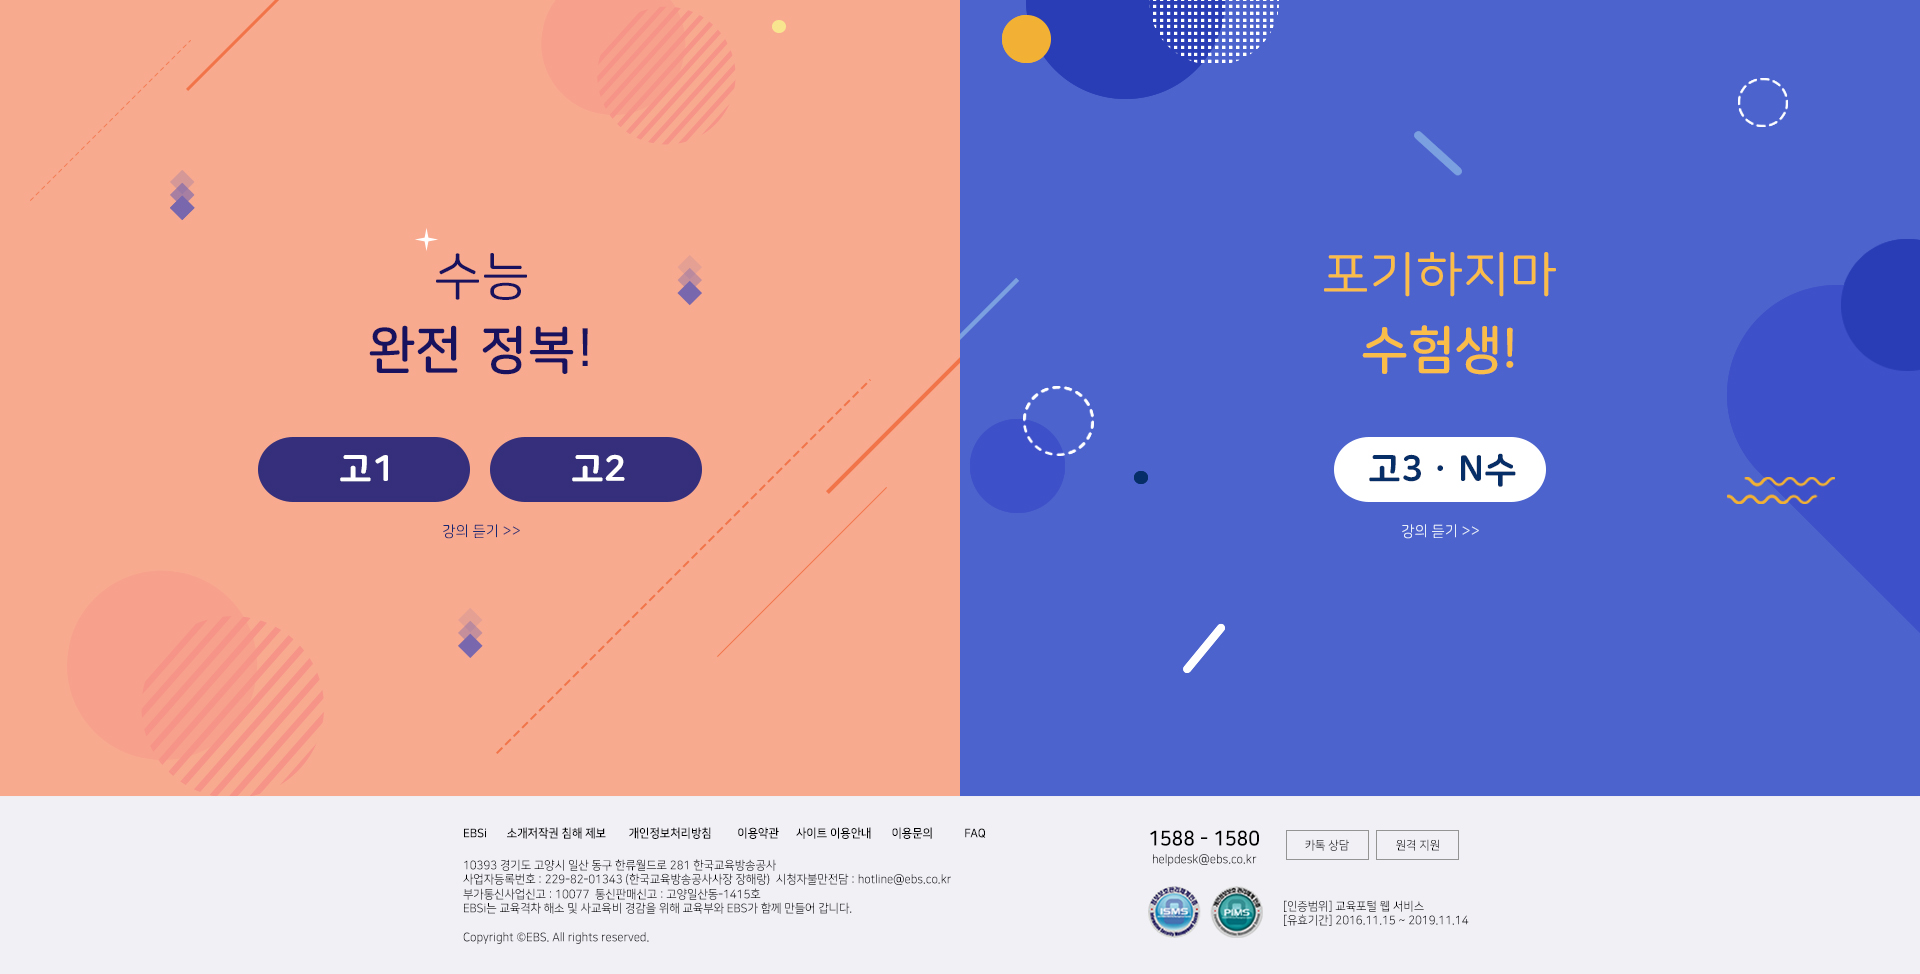 수능
완전 정복!
고1
고2
강의 듣기 >>
포기하지마
수험생!
고3 · N수
강의 듣기 >>
EBSi 소개저작권 침해 제보 개인정보처리방침 이용약관 사이트 이용안내 이용문의 FAQ
10393 경기도 고양시 일산 동구 한류월드로 281 한국교육방송공사
사업자등록번호 : 229-82-01343 (한국교육방송공사사장 장해랑) 시청자불만전담 : hotline@ebs.co.kr
부가통신사업신고 : 10077 통신판매신고 : 고양일산동-1415호
EBSi는 교육격차 해소 및 사교육비 경감을 위해 교육부와 EBS가 함께 만들어 갑니다.
Copyright ©EBS. All rights reserved.
1588 - 1580
helpdesk@ebs.co.kr
카톡 상담
원격 지원
ISMS
PIMS
[인증범위] 교육포털 웹 서비스
[유효기간] 2016.11.15 ~ 2019.11.14